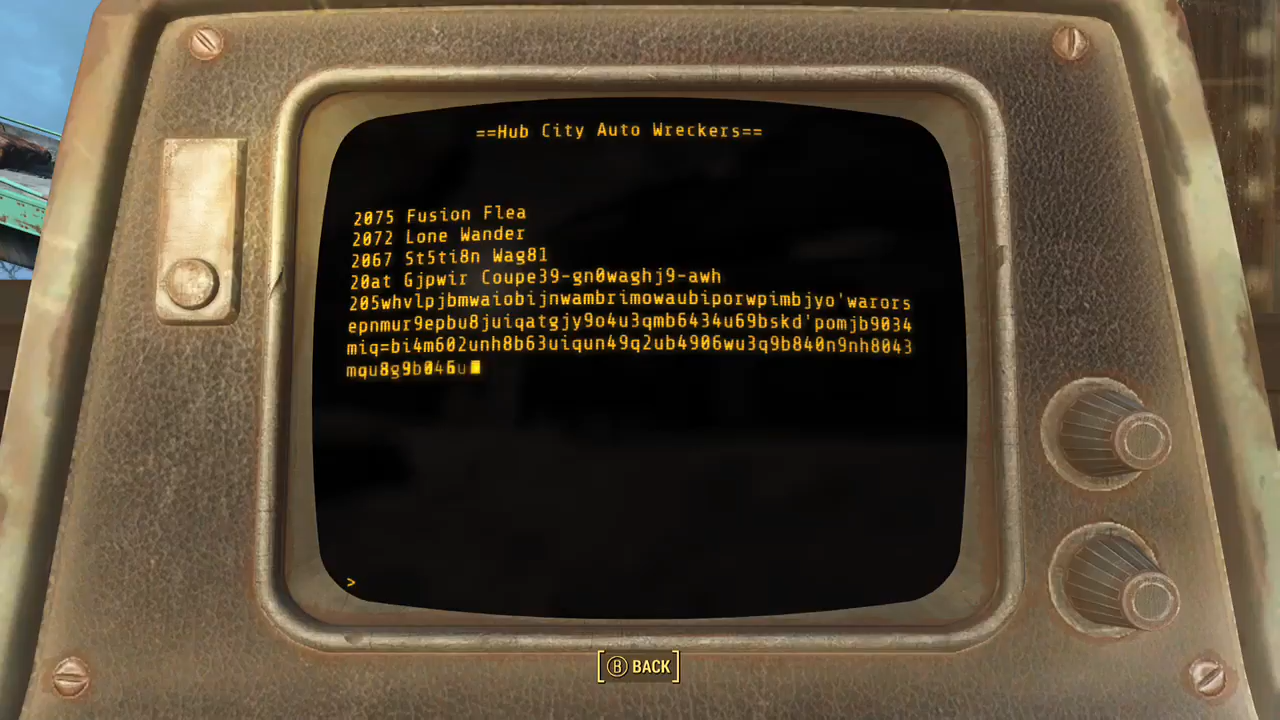 ==Hub City Auto Wreckers==
2075 Fusion Flea
2072 Lone Wander
2067 St5ti8n Wag81
20at Gjpwir Coupe39-gn0waghj9-awh
205whvlpjbmwaiobijnwambrimowaubiporwpimbjyo'warors
epnmur9epbu8juiqatgjy9o4u3qmb6434u69bskd'pomjb9034
miq=bi4m602unh8b63uiqun49q2ub4906wu3q9b840n9nh8043
mqu8g9b046u
>
B BACK